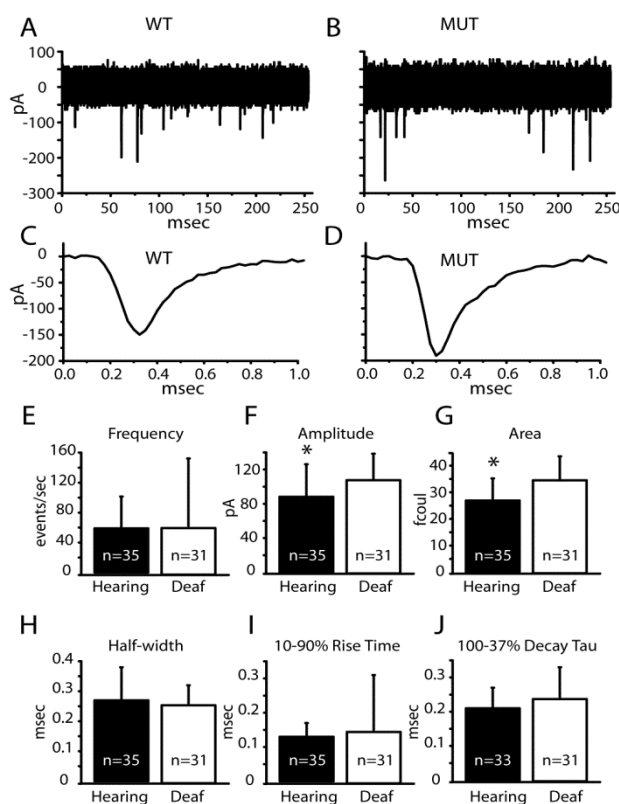 A WT
B MUT
100
0
-100
-200
-300
pA
0 50 100 150 200 250
msec
0 50 100 150 200 250
msec
C WT
D MUT
0
-50
-100
-150
-200
pA
0.0 0.2 0.4 0.6 0.8 1.0
msec
0.0 0.2 0.4 0.6 0.8 1.0
msec
E Frequency
160
120
80
40
0
events/sec
n=35 n=31
Hearing Deaf
F Amplitude
*
120
80
40
0
pA
n=35 n=31
Hearing Deaf
G Area
*
40
30
20
10
0
fcoul
n=35 n=31
Hearing Deaf
H Half-width
0.4
0.3
0.2
0.1
0
msec
n=35 n=31
Hearing Deaf
I 10-90% Rise Time
0.3
0.2
0.1
0
msec
n=35 n=31
Hearing Deaf
J 100-37% Decay Tau
0.3
0.2
0.1
0
msec
n=33 n=31
Hearing Deaf